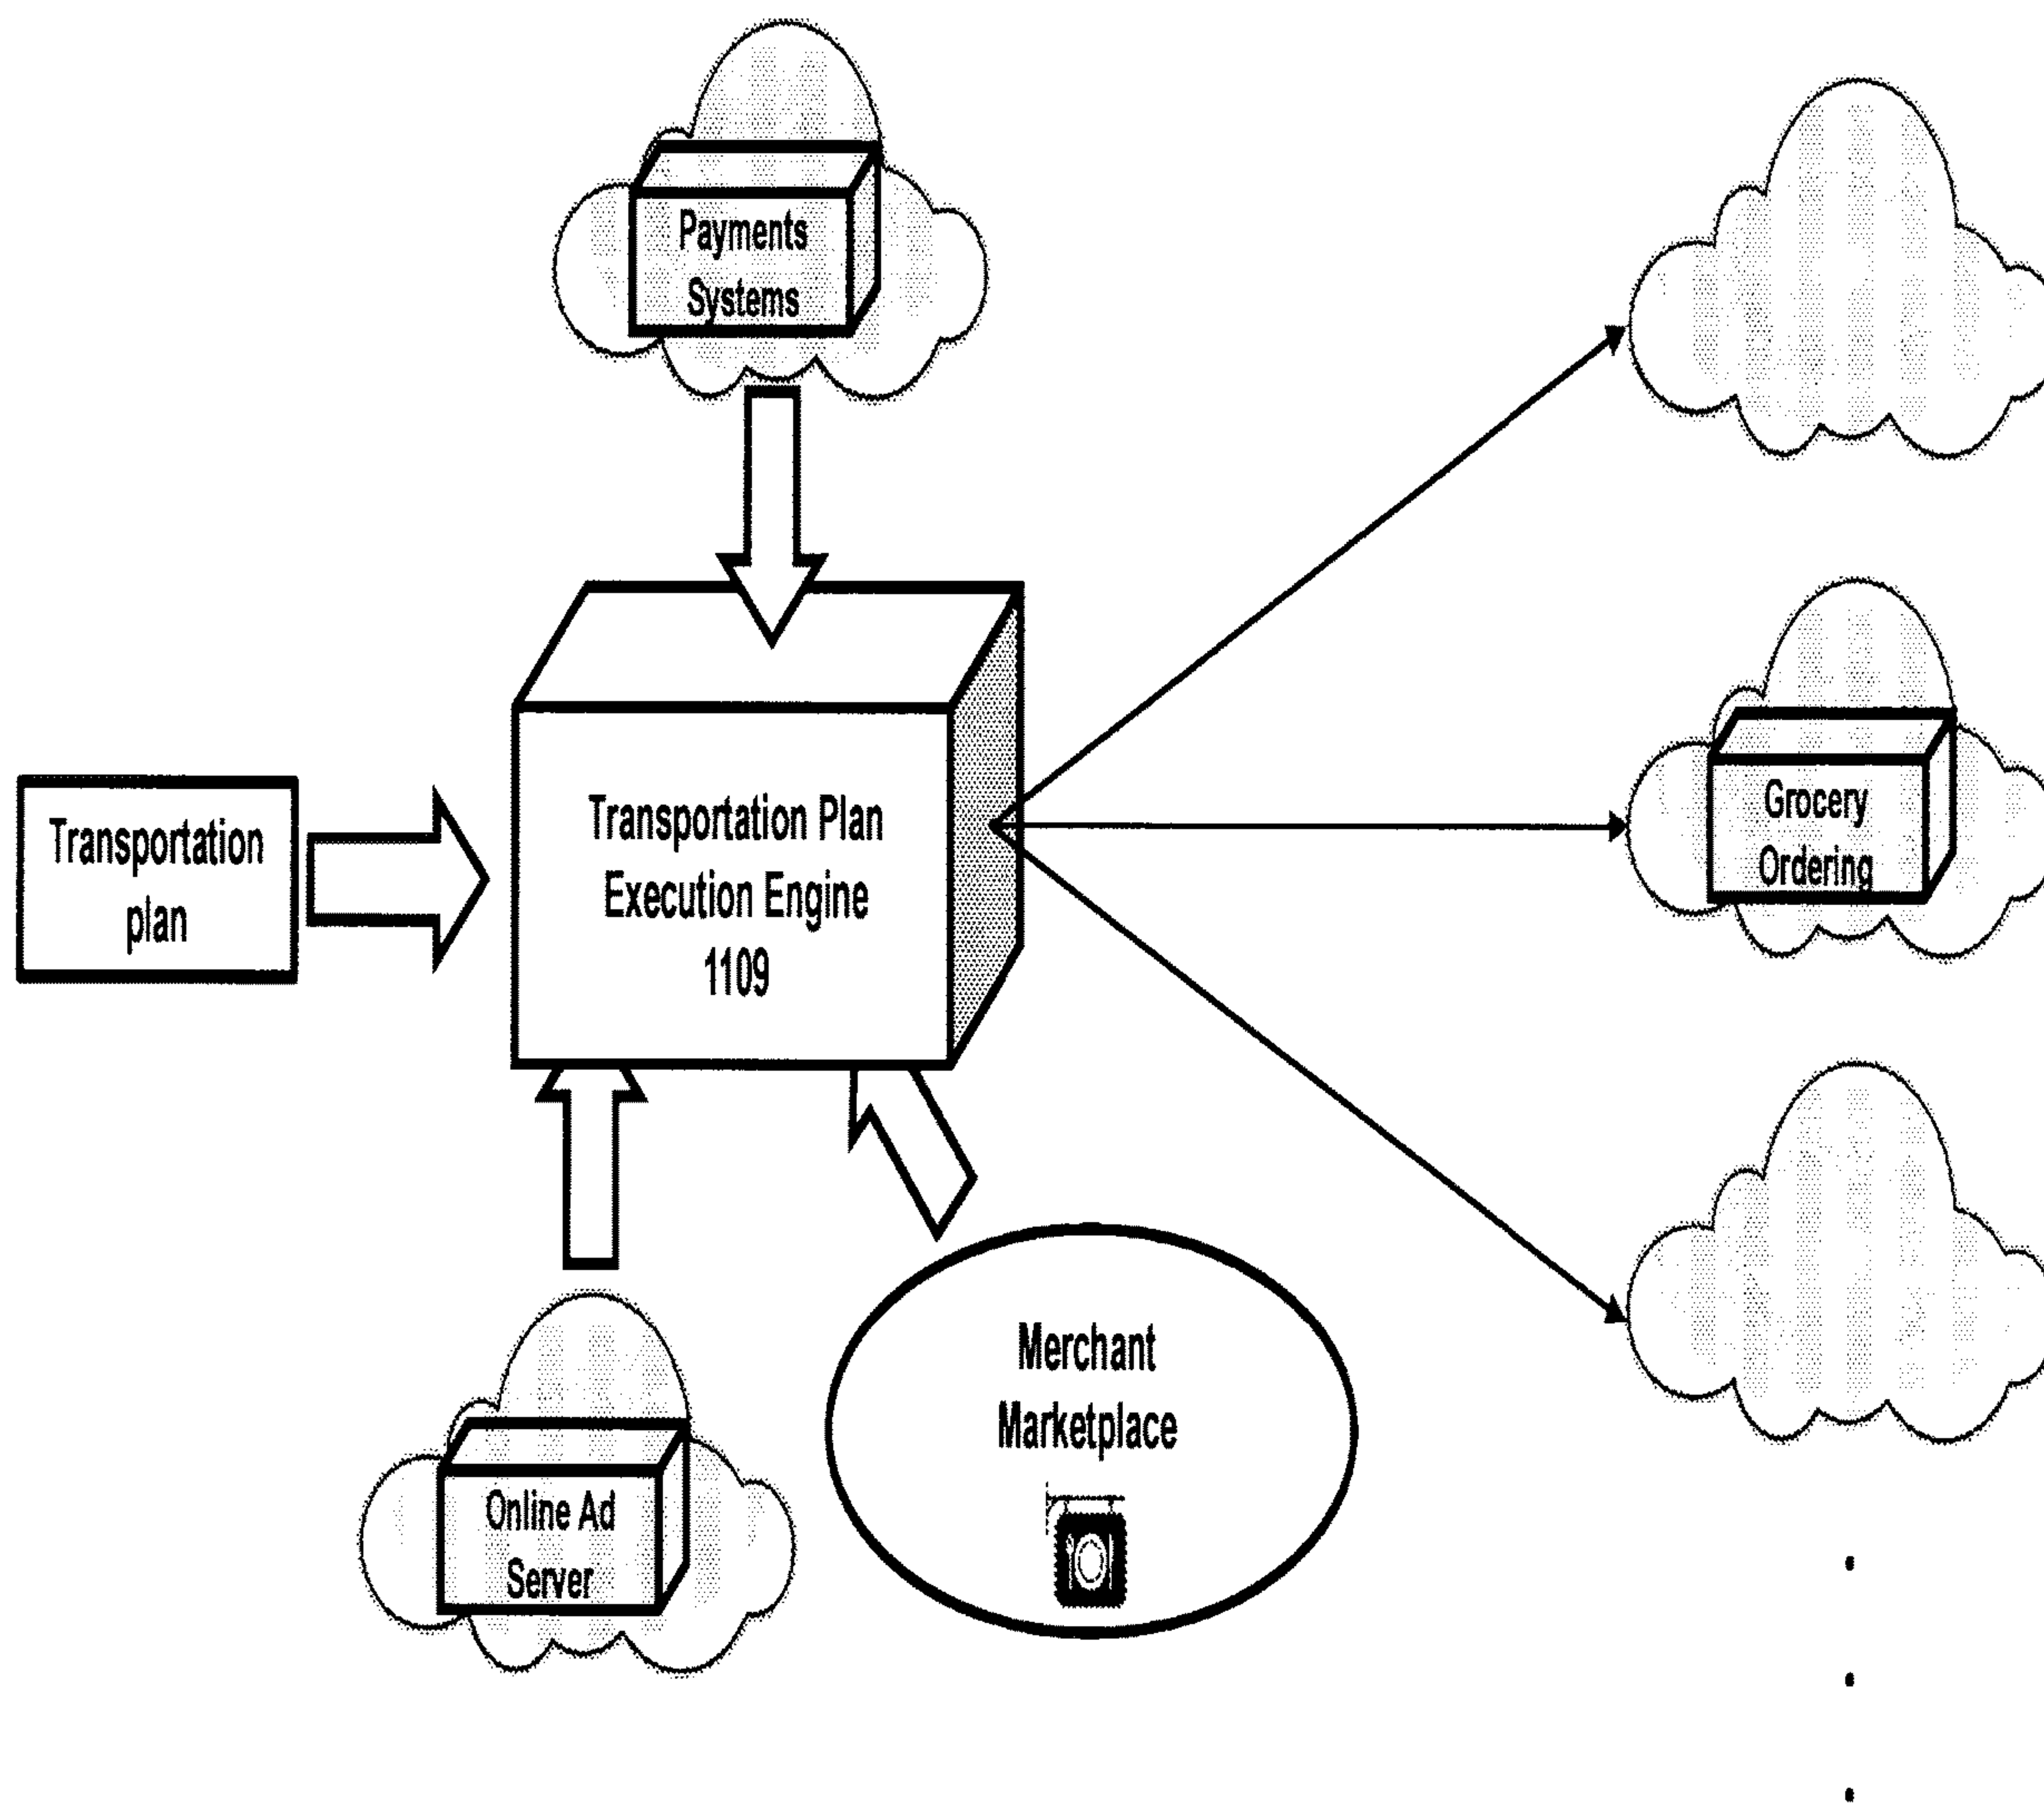 Payments
Systems
Transportation
plan
Transportation Plan
Execution Engine
1109
Grocery
Ordering
Merchant
Marketplace
Online Ad
Server